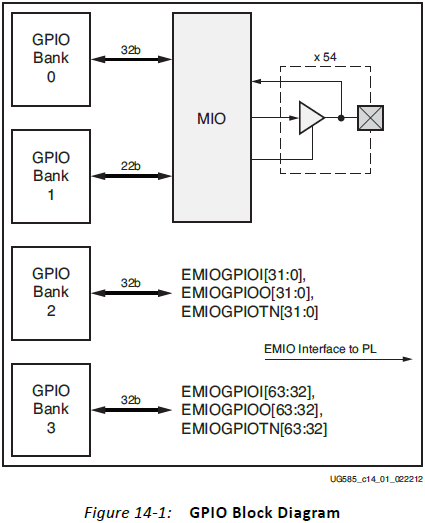 GPIO
Bank
0
32b
MIO
x 54
GPIO
Bank
1
22b
GPIO
Bank
2
32b
EMIOGPIOI[31:0],
EMIOGPIOO[31:0],
EMIOGPIOTN[31:0]
EMIO Interface to PL
GPIO
Bank
3
32b
EMIOGPIOI[63:32],
EMIOGPIOO[63:32],
EMIOGPIOTN[63:32]
UG585_c14_01_022212
Figure 14-1: GPIO Block Diagram